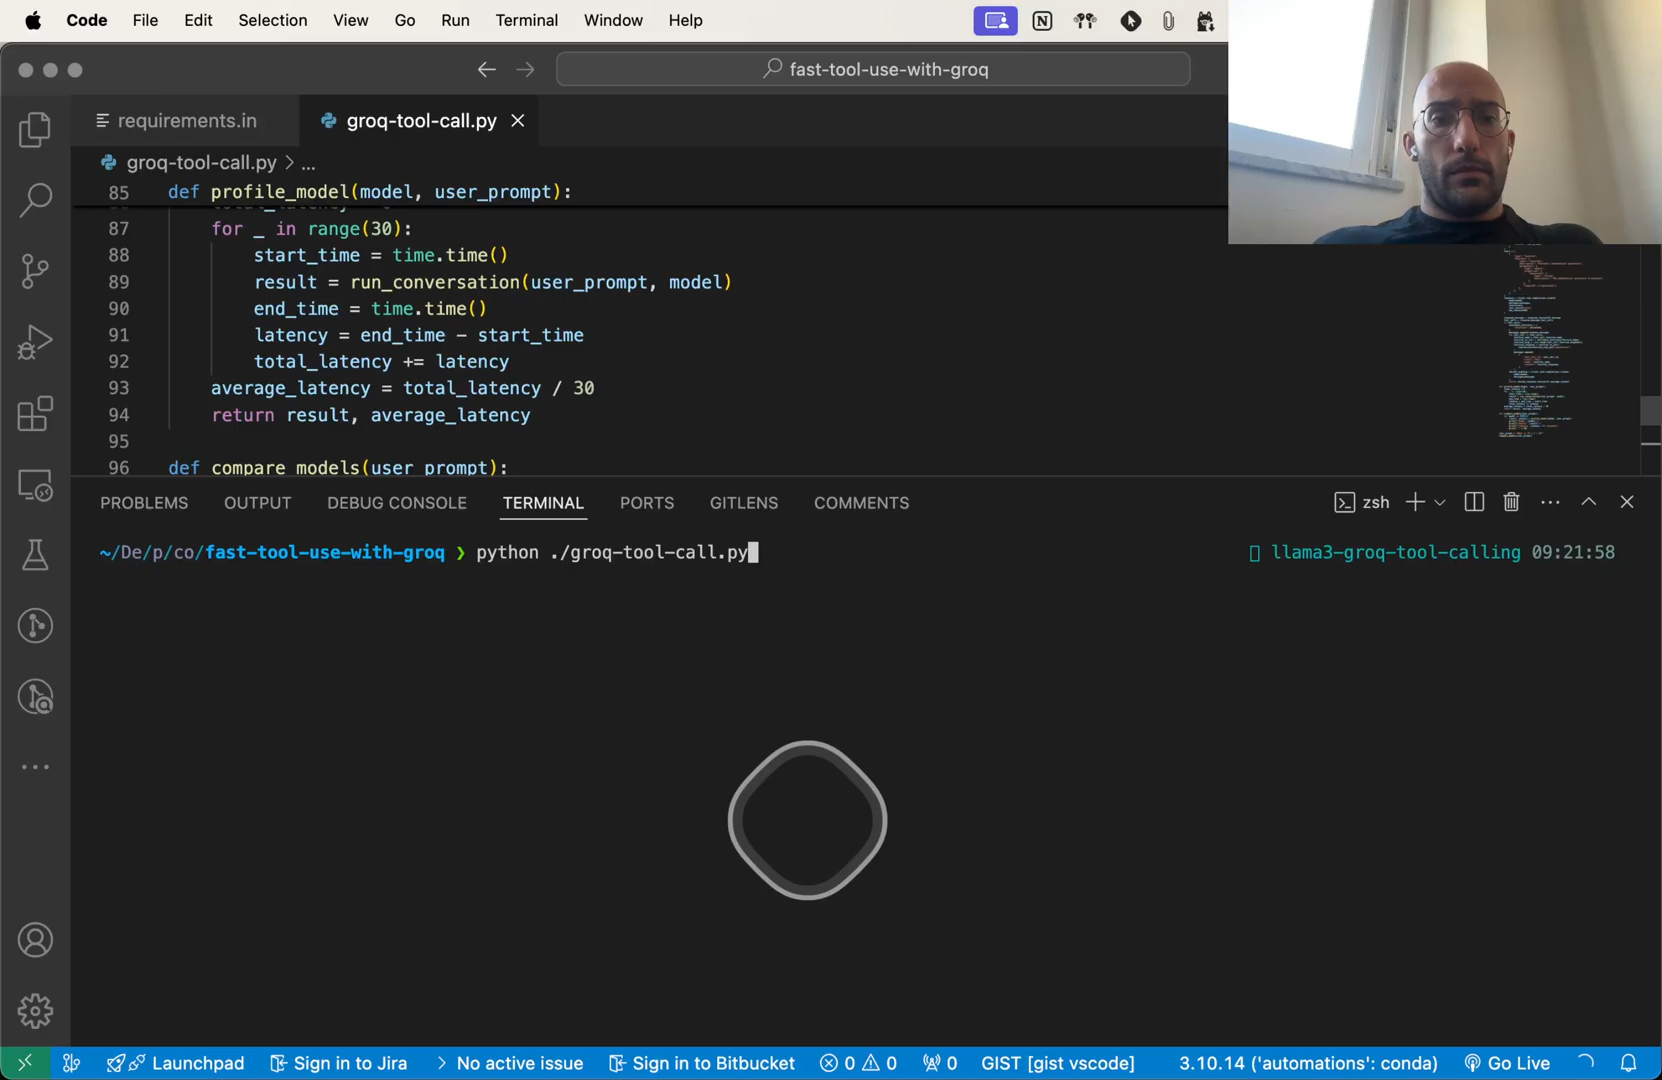 Code File Edit Selection View Go Run Terminal Window Help
fast-tool-use-with-groq
requirements.in groq-tool-call.py
groq-tool-call.py > ...
85 def profile_model(model, user_prompt):
87 for _ in range(30):
88 start_time = time.time()
89 result = run_conversation(user_prompt, model)
90 end_time = time.time()
91 latency = end_time - start_time
92 total_latency += latency
93 average_latency = total_latency / 30
94 return result, average_latency
95
96 def compare_models(user_prompt):
PROBLEMS OUTPUT DEBUG CONSOLE TERMINAL PORTS GITLENS COMMENTS zsh
~/De/p/co/fast-tool-use-with-groq ❯ python ./groq-tool-call.py llama3-groq-tool-calling 09:21:58
Launchpad Sign in to Jira > No active issue Sign in to Bitbucket 0 0 0 GIST [gist vscode] 3.10.14 ('automations': conda) Go Live